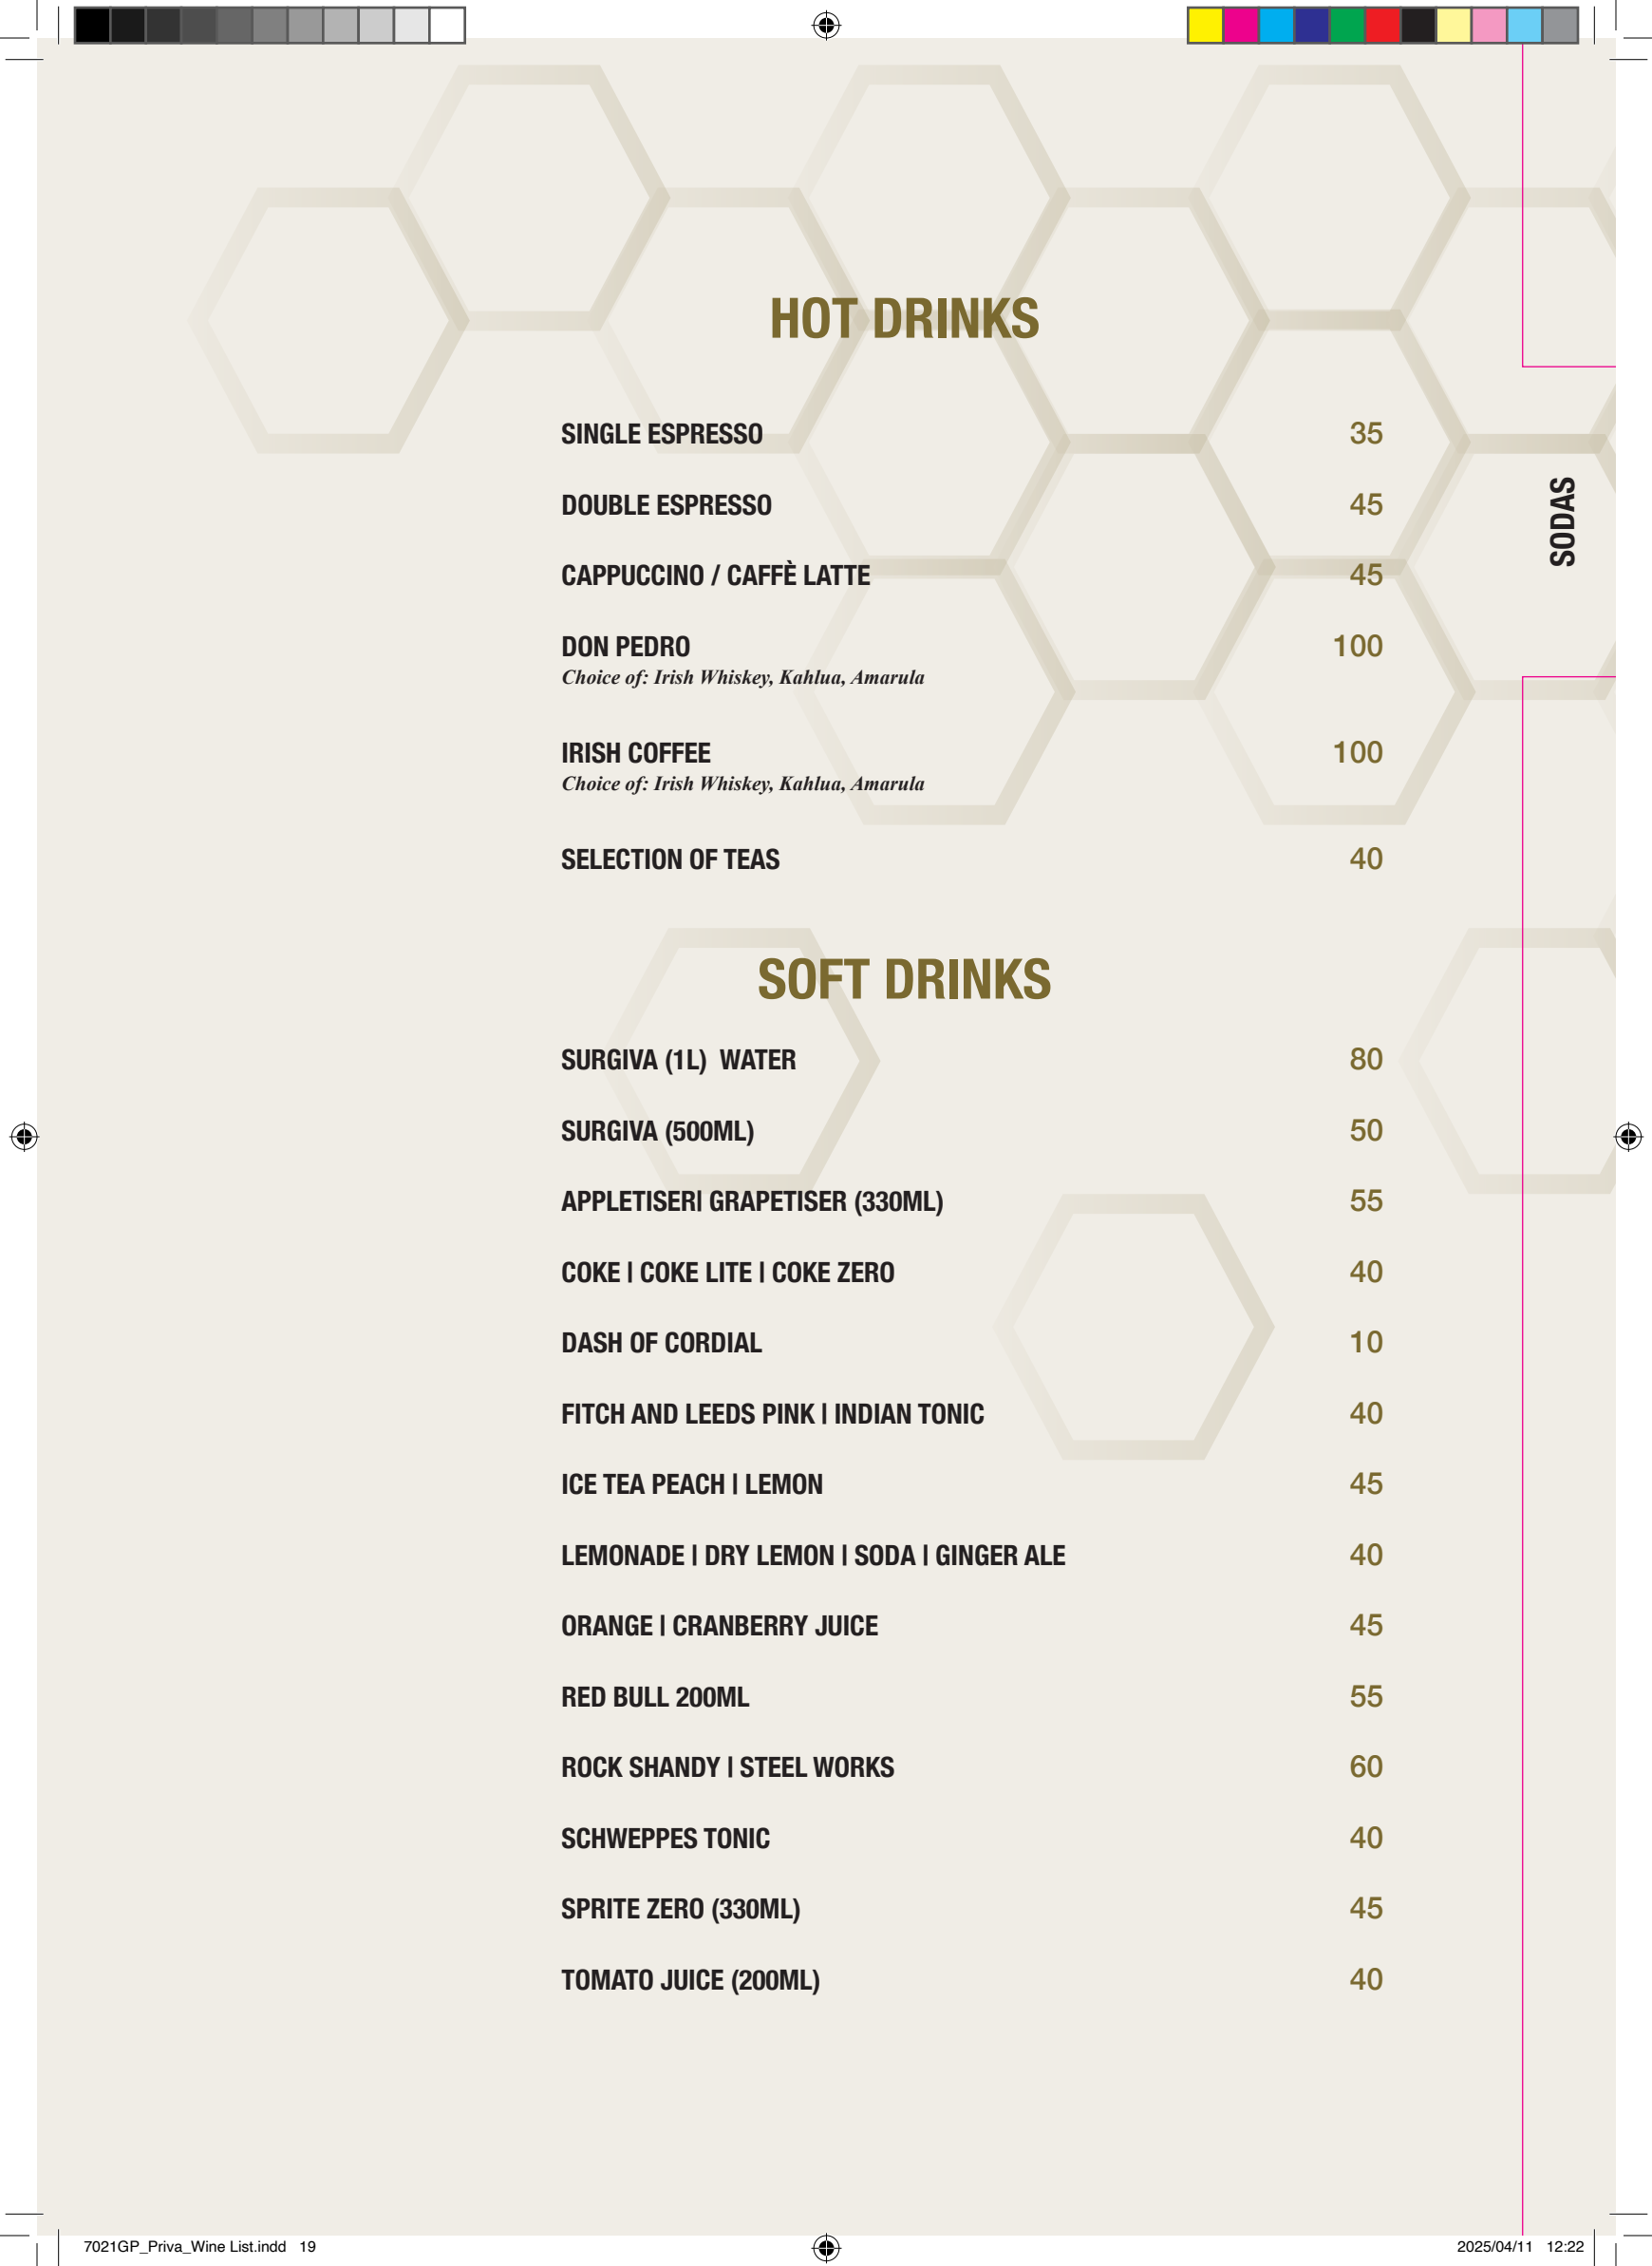 HOT DRINKS
SINGLE ESPRESSO 35
DOUBLE ESPRESSO 45
CAPPUCCINO / CAFFÈ LATTE 45
DON PEDRO 100
Choice of: Irish Whiskey, Kahlua, Amarula
IRISH COFFEE 100
Choice of: Irish Whiskey, Kahlua, Amarula
SELECTION OF TEAS 40
SODAS
SOFT DRINKS
SURGIVA (1L)  WATER 80
SURGIVA (500ML) 50
APPLETISER| GRAPETISER (330ML) 55
COKE | COKE LITE | COKE ZERO 40
DASH OF CORDIAL 10
FITCH AND LEEDS PINK | INDIAN TONIC 40
ICE TEA PEACH | LEMON 45
LEMONADE | DRY LEMON | SODA | GINGER ALE 40
ORANGE | CRANBERRY JUICE 45
RED BULL 200ML 55
ROCK SHANDY | STEEL WORKS 60
SCHWEPPES TONIC 40
SPRITE ZERO (330ML) 45
TOMATO JUICE (200ML) 40
7021GP_Priva_Wine List.indd   19 2025/04/11   12:22